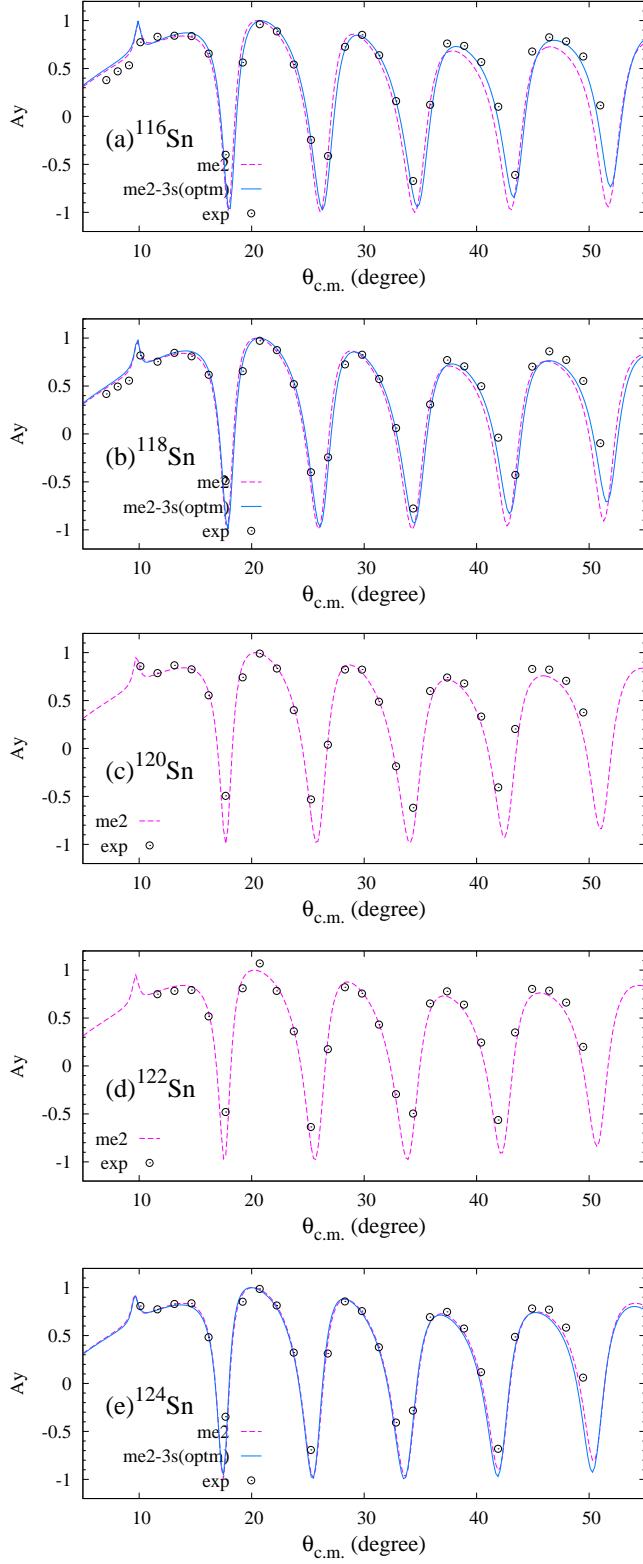 1
0.5
0
-0.5
-1
Ay
(a)¹¹⁶Sn
me2
me2-3s(optm)
exp
10 20 30 40 50
θc.m. (degree)
1
0.5
0
-0.5
-1
Ay
(b)¹¹⁸Sn
me2
me2-3s(optm)
exp
10 20 30 40 50
θc.m. (degree)
1
0.5
0
-0.5
-1
Ay
(c)¹²⁰Sn
me2
exp
10 20 30 40 50
θc.m. (degree)
1
0.5
0
-0.5
-1
Ay
(d)¹²²Sn
me2
exp
10 20 30 40 50
θc.m. (degree)
1
0.5
0
-0.5
-1
Ay
(e)¹²⁴Sn
me2
me2-3s(optm)
exp
10 20 30 40 50
θc.m. (degree)